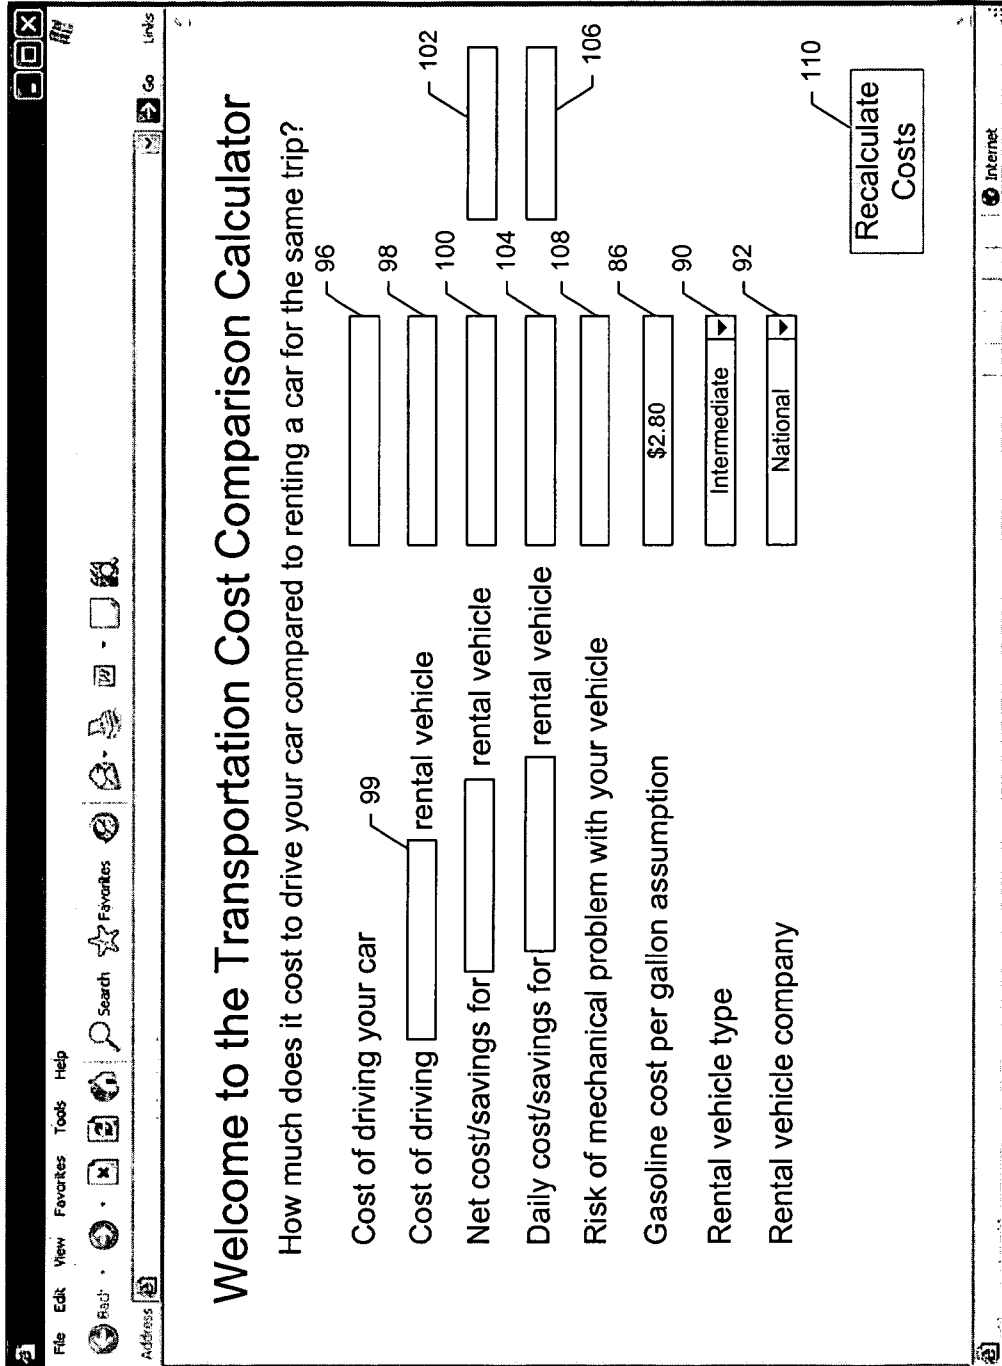 File Edit View Favorites Tools Help
Back Search Favorites
Address Go Links
Welcome to the Transportation Cost Comparison Calculator
How much does it cost to drive your car compared to renting a car for the same trip?
Cost of driving your car 96
99
Cost of driving rental vehicle 98
Net cost/savings for rental vehicle 100 102
Daily cost/savings for rental vehicle 104 106
Risk of mechanical problem with your vehicle 108
Gasoline cost per gallon assumption $2.80 86
Rental vehicle type Intermediate 90
Rental vehicle company National 92
110
Recalculate
Costs
Internet